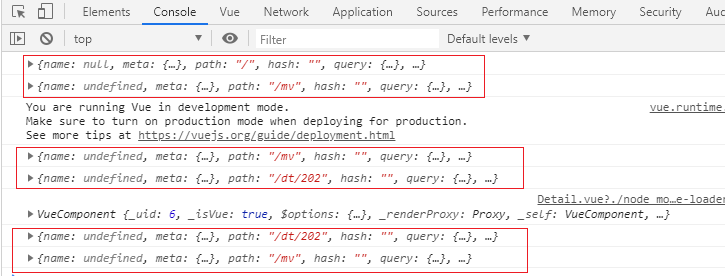 Elements Console Vue Network Application Sources Performance Memory Security Au
top Filter Default levels
{name: null, meta: {…}, path: "/", hash: "", query: {…}, …}
{name: undefined, meta: {…}, path: "/mv", hash: "", query: {…}, …}
You are running Vue in development mode. vue.runtime.
Make sure to turn on production mode when deploying for production.
See more tips at https://vuejs.org/guide/deployment.html
{name: undefined, meta: {…}, path: "/mv", hash: "", query: {…}, …}
{name: undefined, meta: {…}, path: "/dt/202", hash: "", query: {…}, …}
Detail.vue?./node mo…e-loader
VueComponent {_uid: 6, _isVue: true, $options: {…}, _renderProxy: Proxy, _self: VueComponent, …}
{name: undefined, meta: {…}, path: "/dt/202", hash: "", query: {…}, …}
{name: undefined, meta: {…}, path: "/mv", hash: "", query: {…}, …}